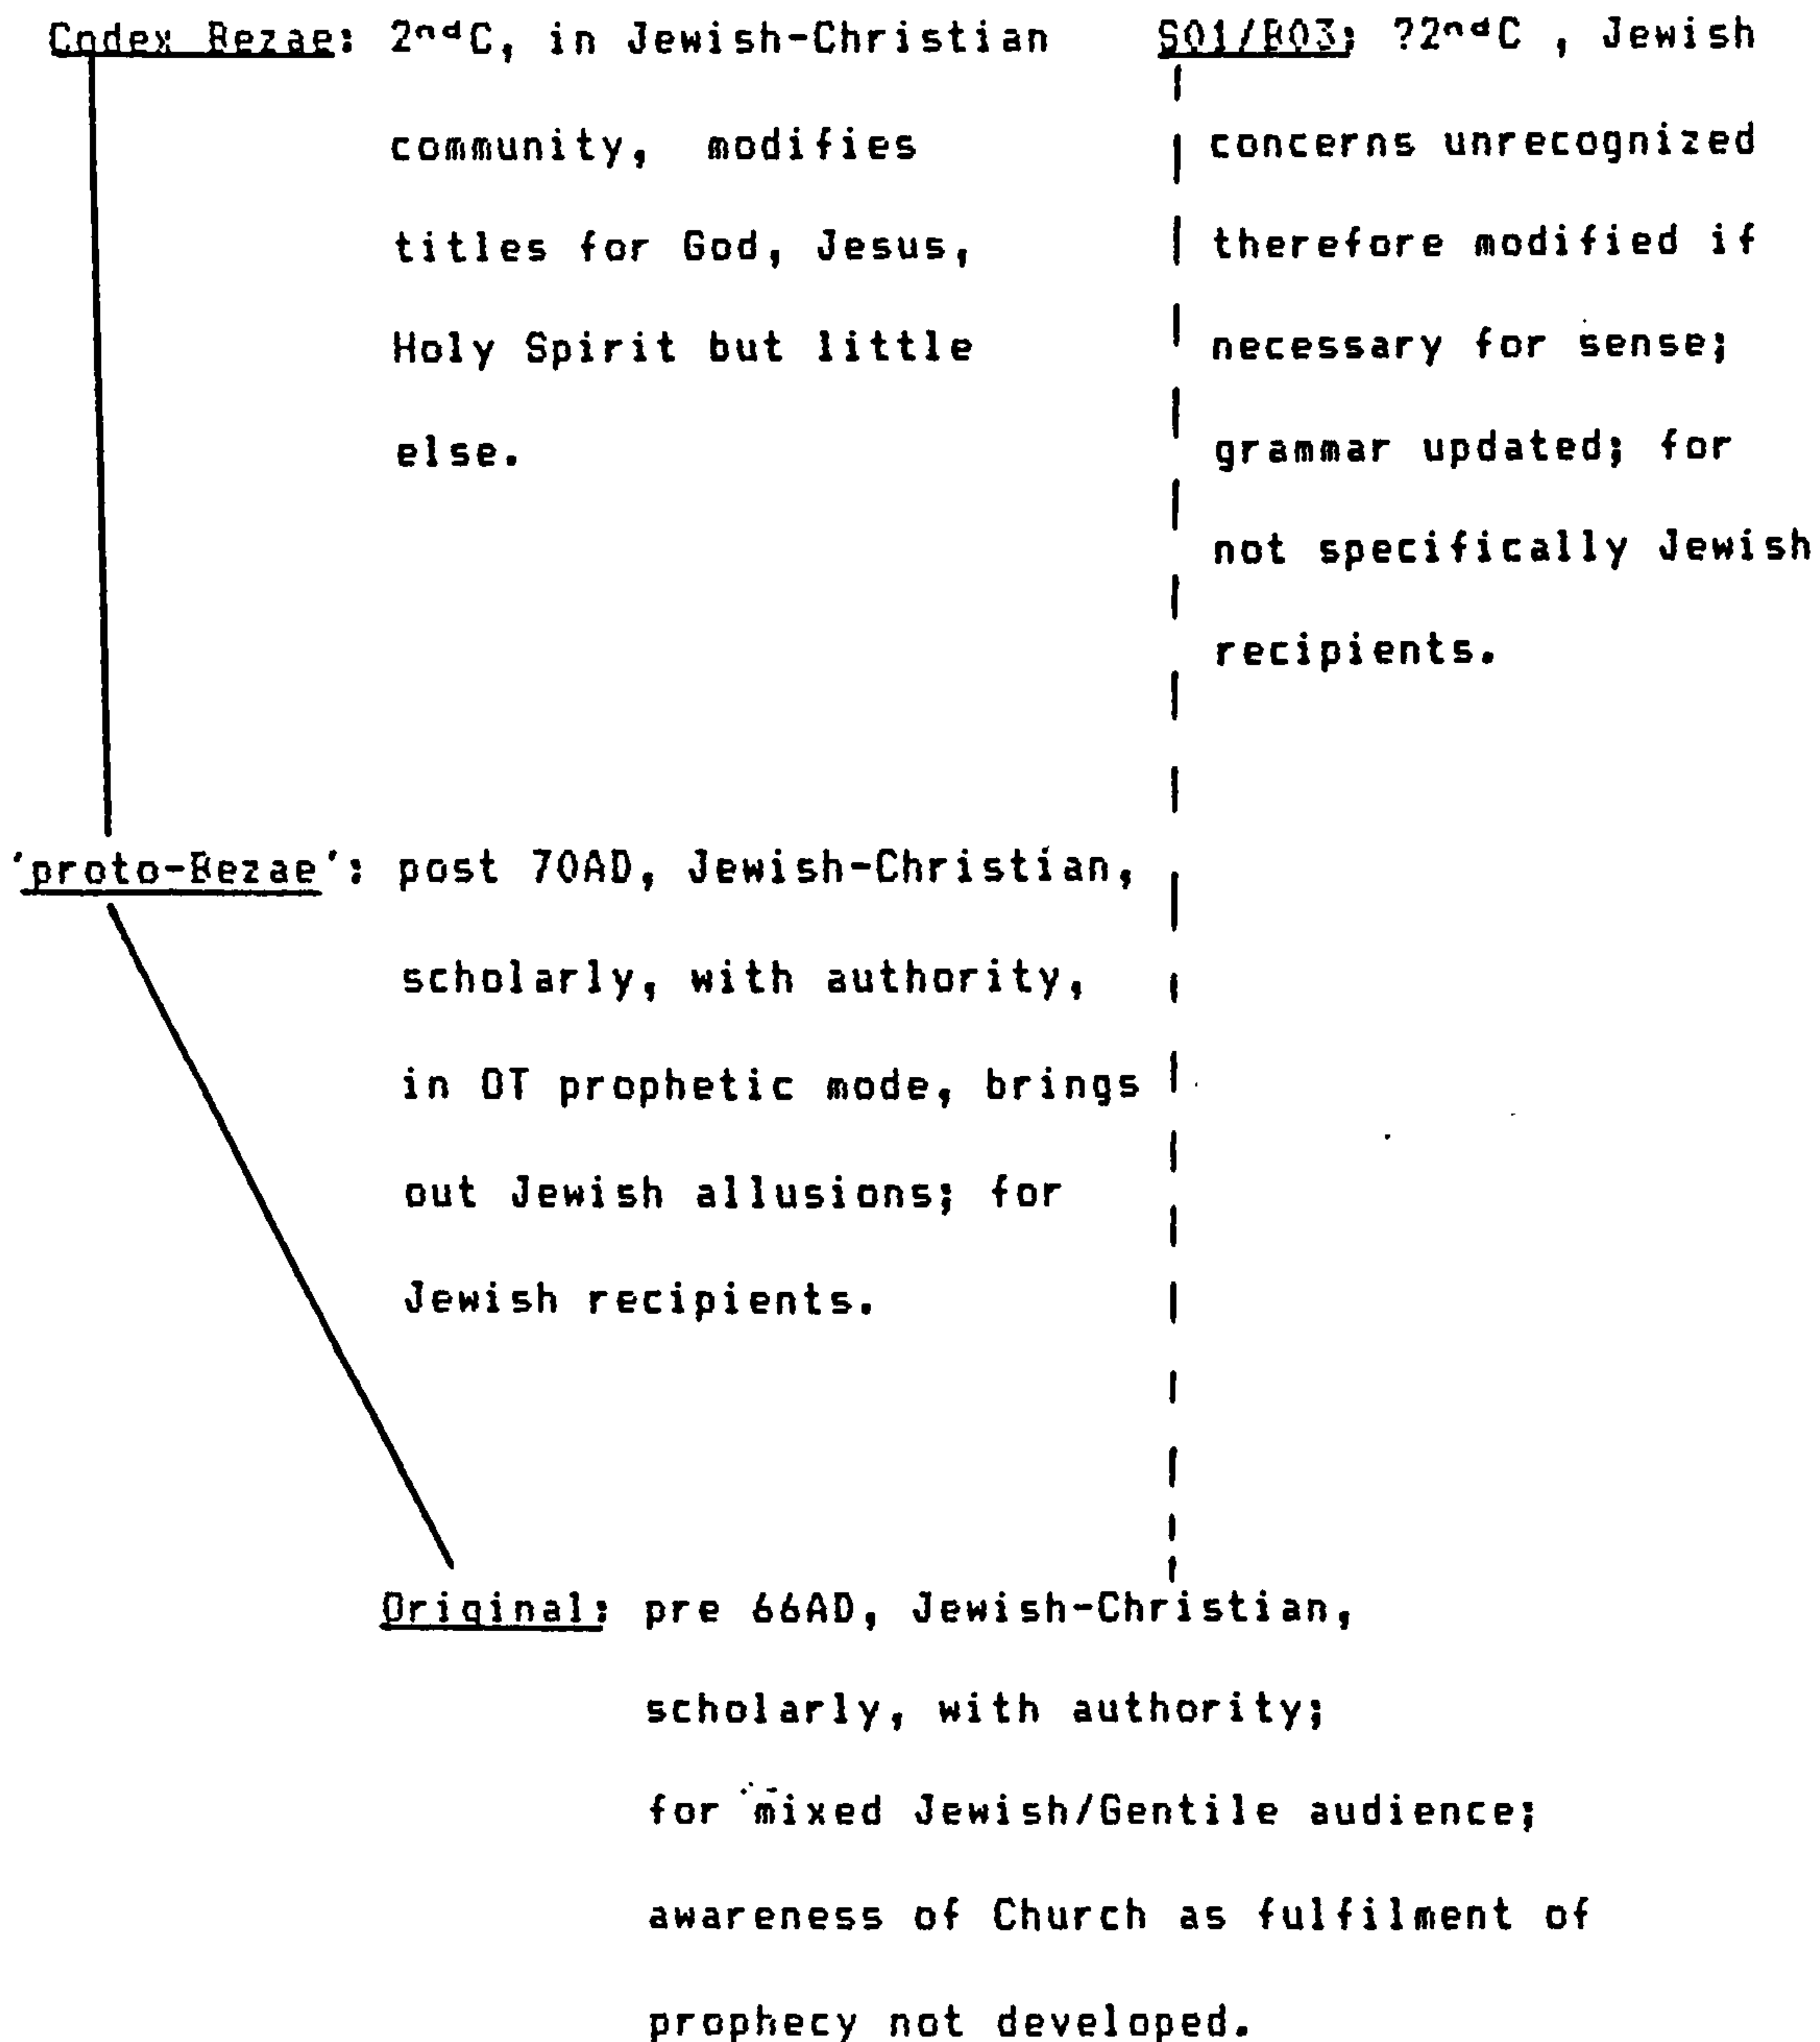 Codex Bezae: 2ndC, in Jewish-Christian
community, modifies
titles for God, Jesus,
Holy Spirit but little
else.
S01/B03: ?2ndC , Jewish
concerns unrecognized
therefore modified if
necessary for sense;
grammar updated; for
not specifically Jewish
recipients.
'proto-Bezae': post 70AD, Jewish-Christian,
scholarly, with authority,
in OT prophetic mode, brings
out Jewish allusions; for
Jewish recipients.
Original: pre 66AD, Jewish-Christian,
scholarly, with authority;
for mixed Jewish/Gentile audience;
awareness of Church as fulfilment of
prophecy not developed.